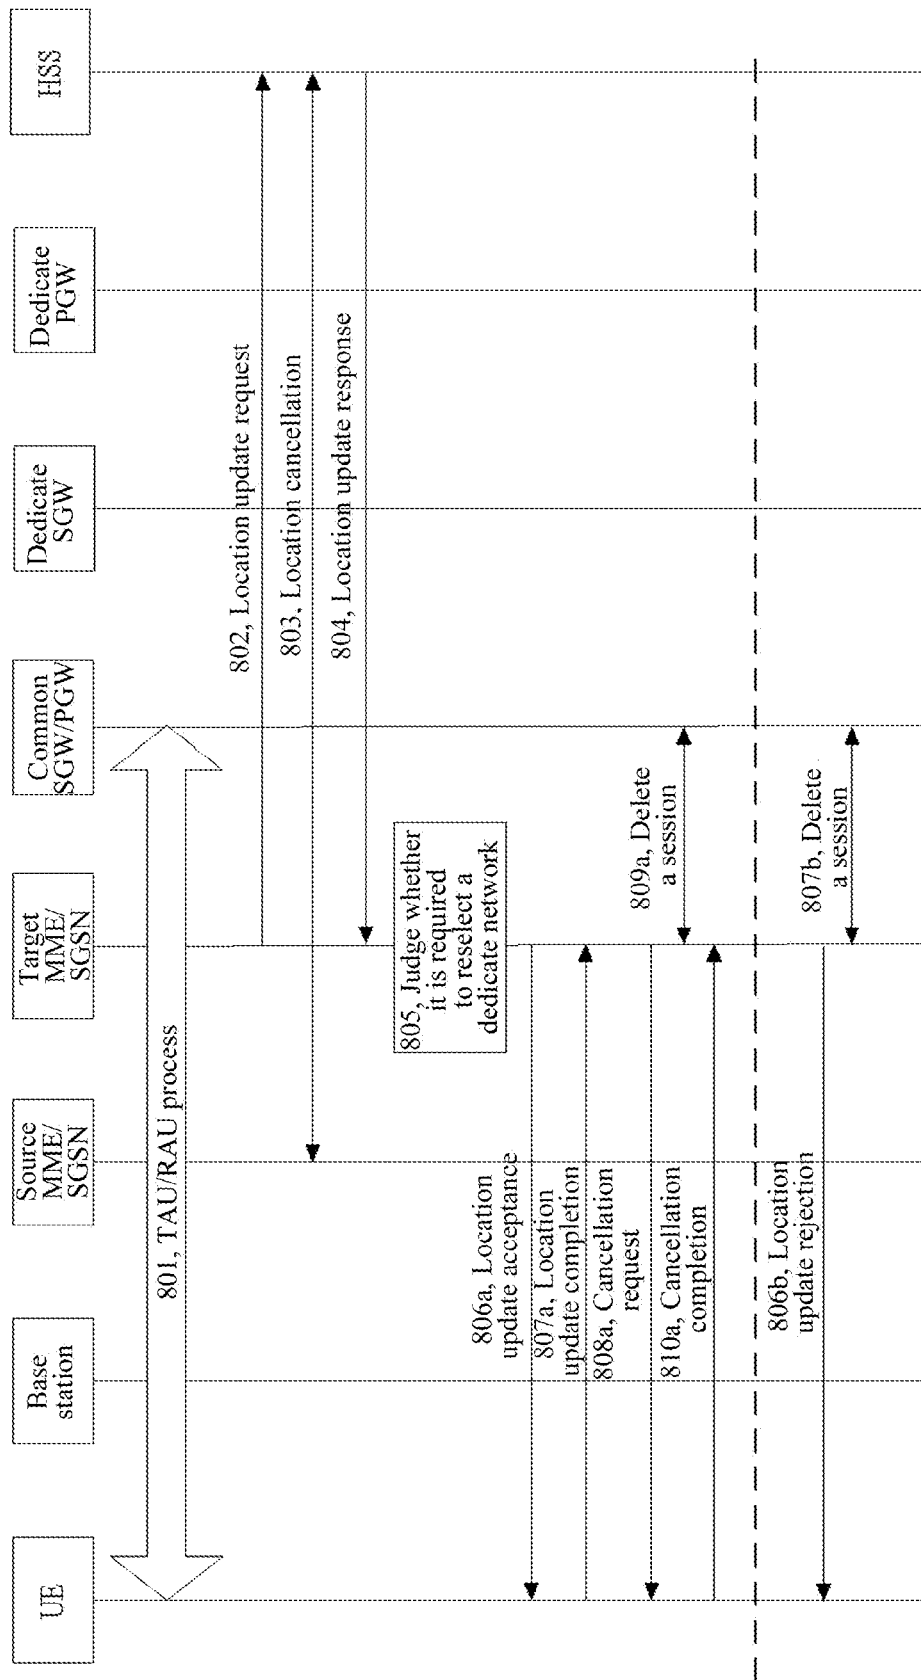 UE
Base
station
Source
MME/
SGSN
Target
MME/
SGSN
Common
SGW/PGW
Dedicate
SGW
Dedicate
PGW
HSS
801, TAU/RAU process
802, Location update request
803, Location cancellation
804, Location update response
805, Judge whether
it is required
to reselect a
dedicate network
806a, Location
update acceptance
807a, Location
update completion
808a, Cancellation
request
809a, Delete
a session
810a, Cancellation
completion
806b, Location
update rejection
807b, Delete
a session